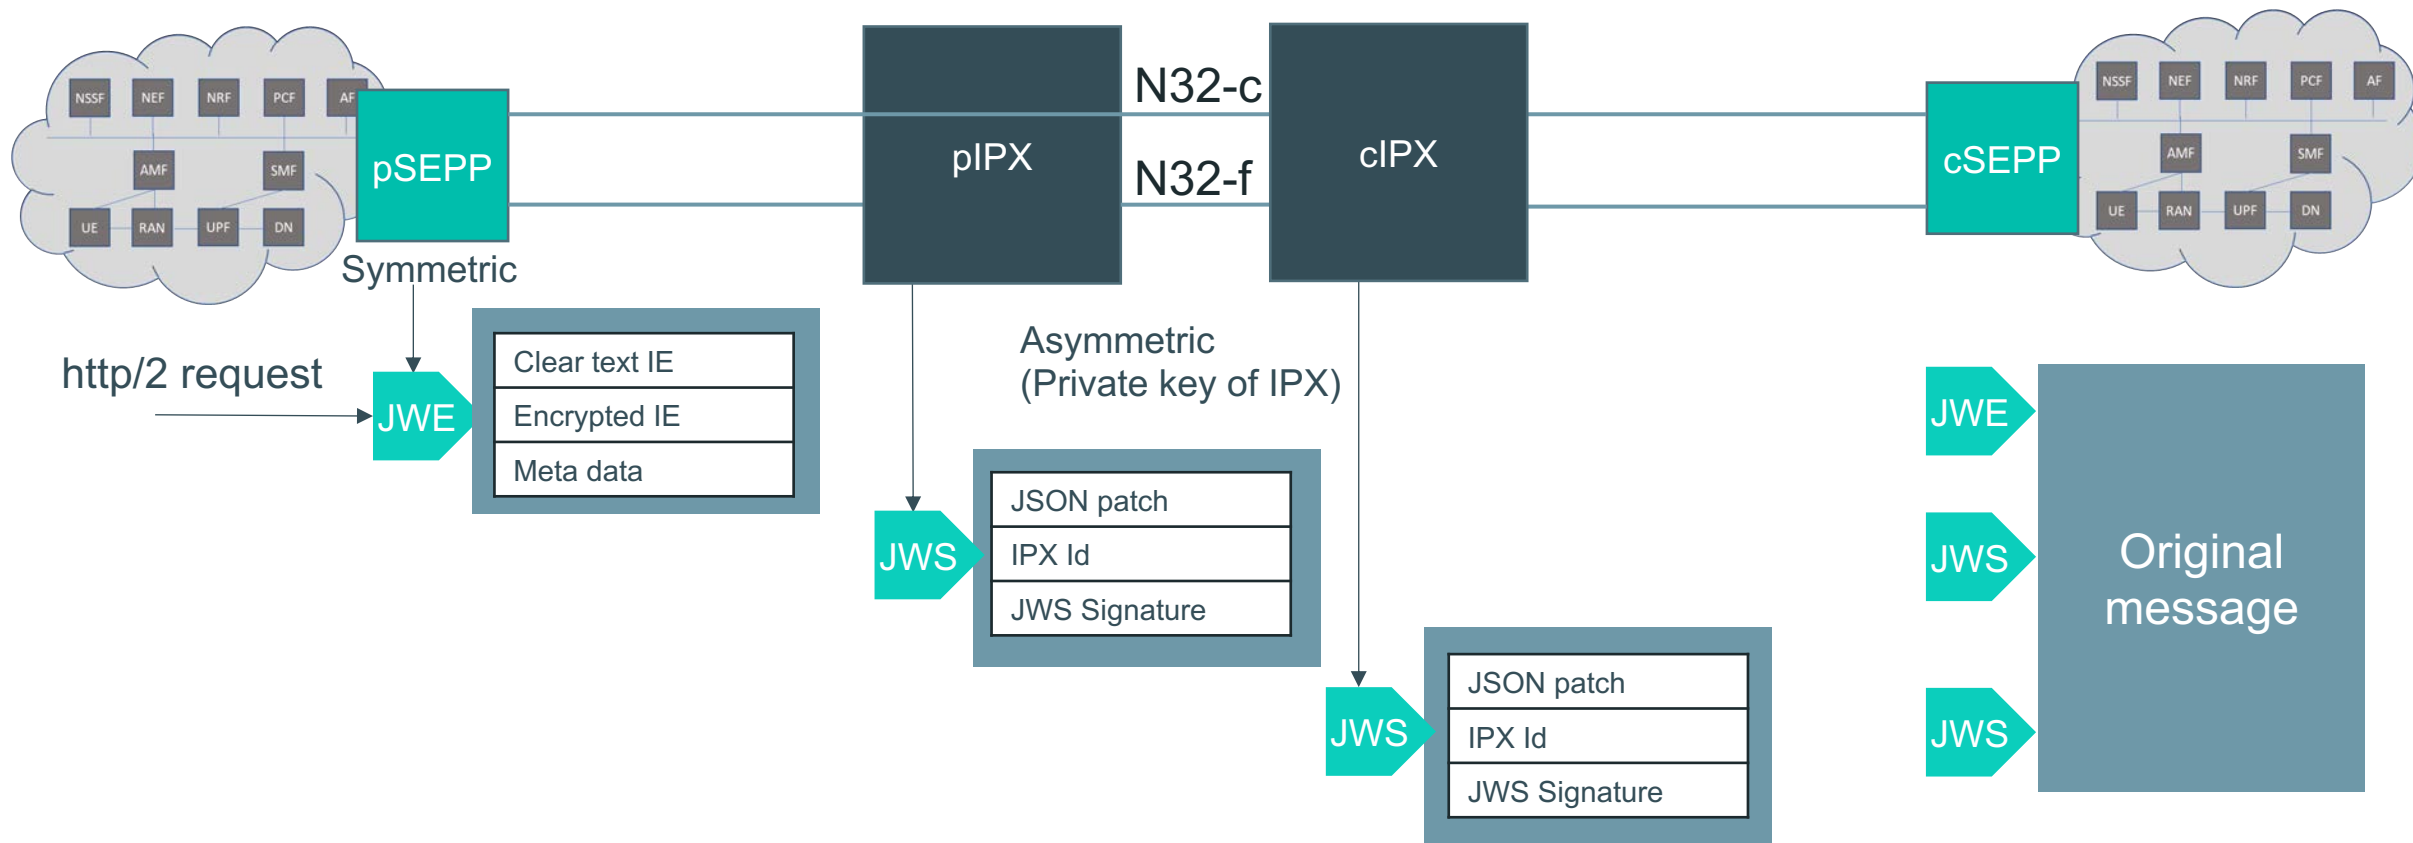 NSSF
NEF
NRF
PCF
AF
AMF
SMF
UE
RAN
UPF
DN
pSEPP
pIPX
N32-c
N32-f
cIPX
cSEPP
NSSF
NEF
NRF
PCF
AF
AMF
SMF
UE
RAN
UPF
DN
Symmetric
http/2 request
JWE
Clear text IE
Encrypted IE
Meta data
Asymmetric
(Private key of IPX)
JWS
JSON patch
IPX Id
JWS Signature
JWS
JSON patch
IPX Id
JWS Signature
JWE
JWS
JWS
Original
message